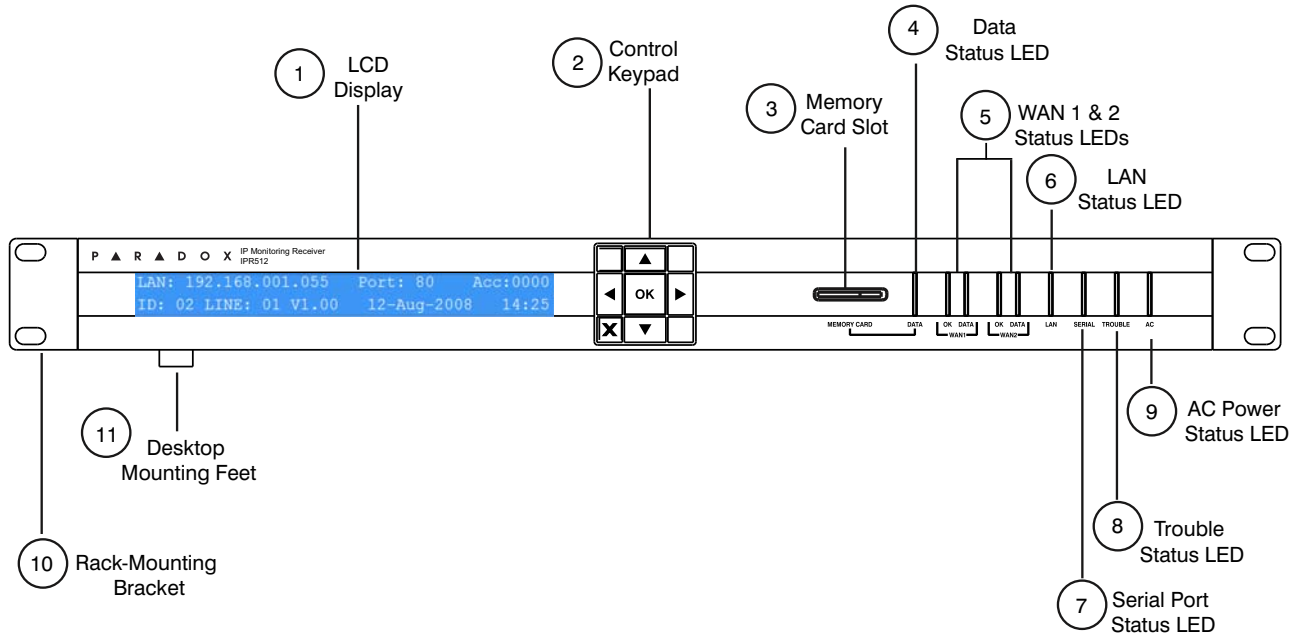 4
Data
Status LED
2
Control
Keypad
1
LCD
Display
3
Memory
Card Slot
5
WAN 1 & 2
Status LEDs
6
LAN
Status LED
P▲R▲DOX IP Monitoring Receiver
IPR512
LAN: 192.168.001.055 Port: 80 Acc:0000
ID: 02 LINE: 01 V1.00 12-Aug-2008 14:25
▲
◀ OK ▶
X ▼
MEMORY CARD DATA OK DATA OK DATA LAN SERIAL TROUBLE AC
WAN1 WAN2
9
AC Power
Status LED
11
Desktop
Mounting Feet
8
Trouble
Status LED
10
Rack-Mounting
Bracket
7
Serial Port
Status LED